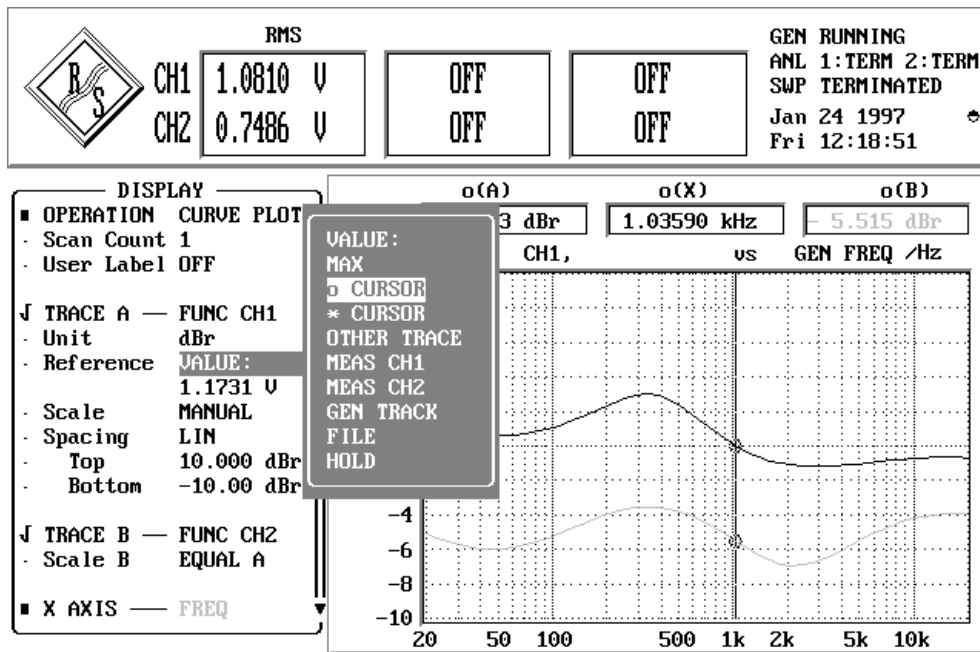 R S
RMS
CH1 1.0810 V
CH2 0.7486 V
OFF
OFF
OFF
OFF
GEN RUNNING
ANL 1:TERM 2:TERM
SWP TERMINATED
Jan 24 1997
Fri 12:18:51
DISPLAY
OPERATION CURVE PLOT
Scan Count 1
User Label OFF
TRACE A — FUNC CH1
Unit dBr
Reference VALUE:
1.1731 V
Scale MANUAL
Spacing LIN
Top 10.000 dBr
Bottom -10.00 dBr
TRACE B — FUNC CH2
Scale B EQUAL A
X AXIS — FREQ
VALUE:
MAX
o CURSOR
* CURSOR
OTHER TRACE
MEAS CH1
MEAS CH2
GEN TRACK
FILE
HOLD
o(A) o(X) o(B)
3 dBr 1.03590 kHz - 5.515 dBr
CH1, vs GEN FREQ /Hz
-4
-6
-8
-10
20 50 100 500 1k 2k 5k 10k